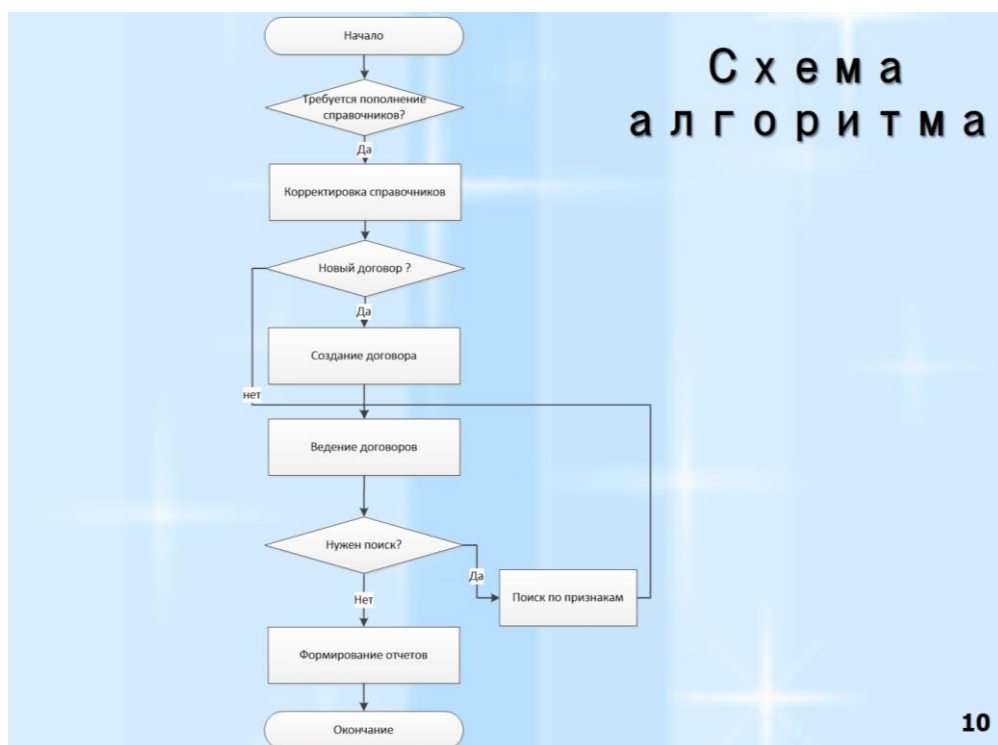 Схема
алгоритма
Начало
Требуется пополнение
справочников?
Да
Корректировка справочников
Новый договор ?
Да
Создание договора
нет
Ведение договоров
Нужен поиск?
Да
Поиск по признакам
Нет
Формирование отчетов
Окончание
10